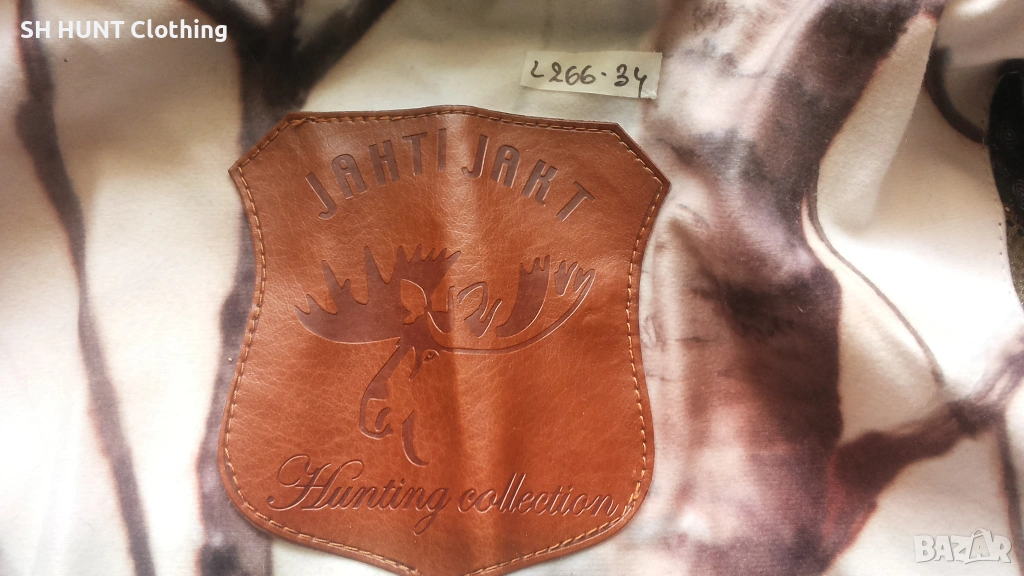 SH HUNT Clothing
L266-34
JAHTI JAKT
Hunting collection
BAZAR